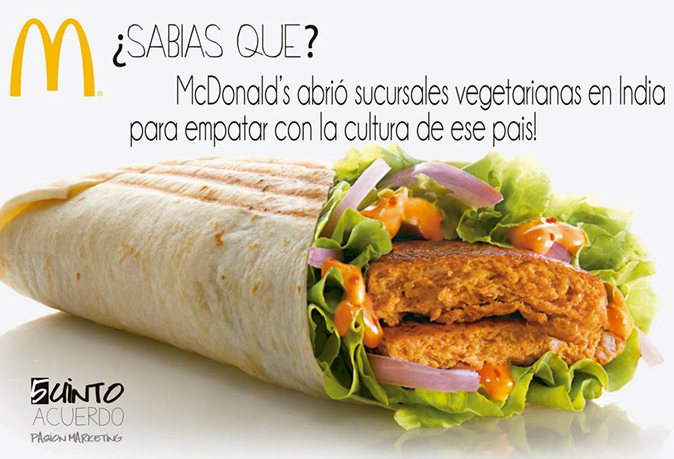 ¿SABIAS QUE?
McDonald's abrió sucursales vegetarianas en India
para empatar con la cultura de ese pais!
5UINTO
ACUERDO
PASION MARKETING